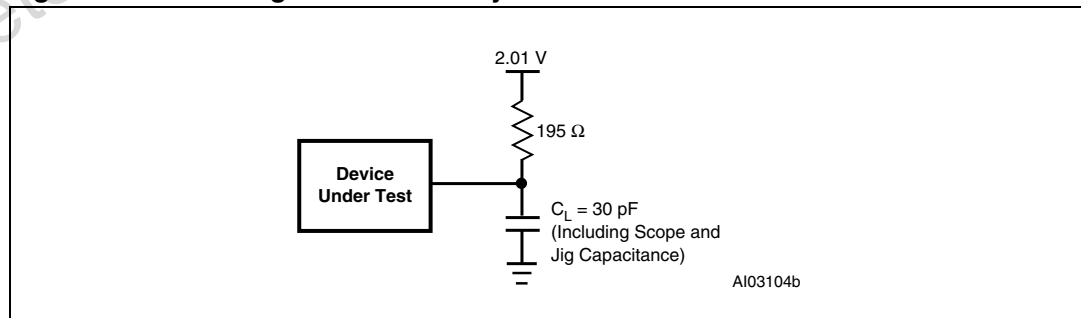 2.01 V
195 Ω
Device
Under Test
C_L = 30 pF
(Including Scope and
Jig Capacitance)
AI03104b